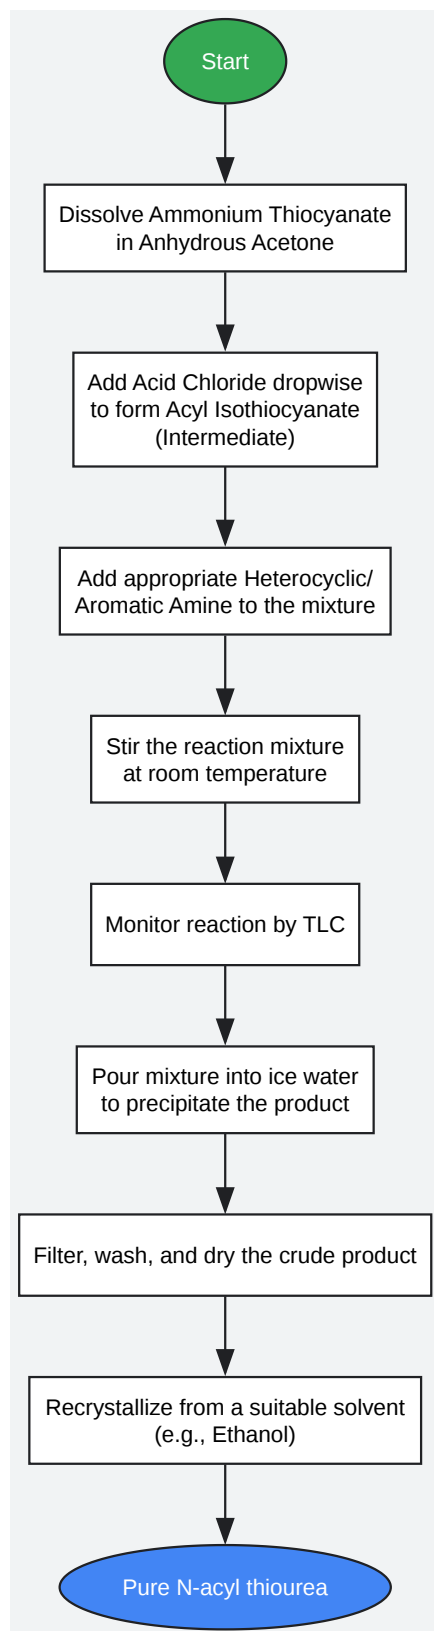 Start
Dissolve Ammonium Thiocyanate
in Anhydrous Acetone
Add Acid Chloride dropwise
to form Acyl Isothiocyanate
(Intermediate)
Add appropriate Heterocyclic/
Aromatic Amine to the mixture
Stir the reaction mixture
at room temperature
Monitor reaction by TLC
Pour mixture into ice water
to precipitate the product
Filter, wash, and dry the crude product
Recrystallize from a suitable solvent
(e.g., Ethanol)
Pure N-acyl thiourea